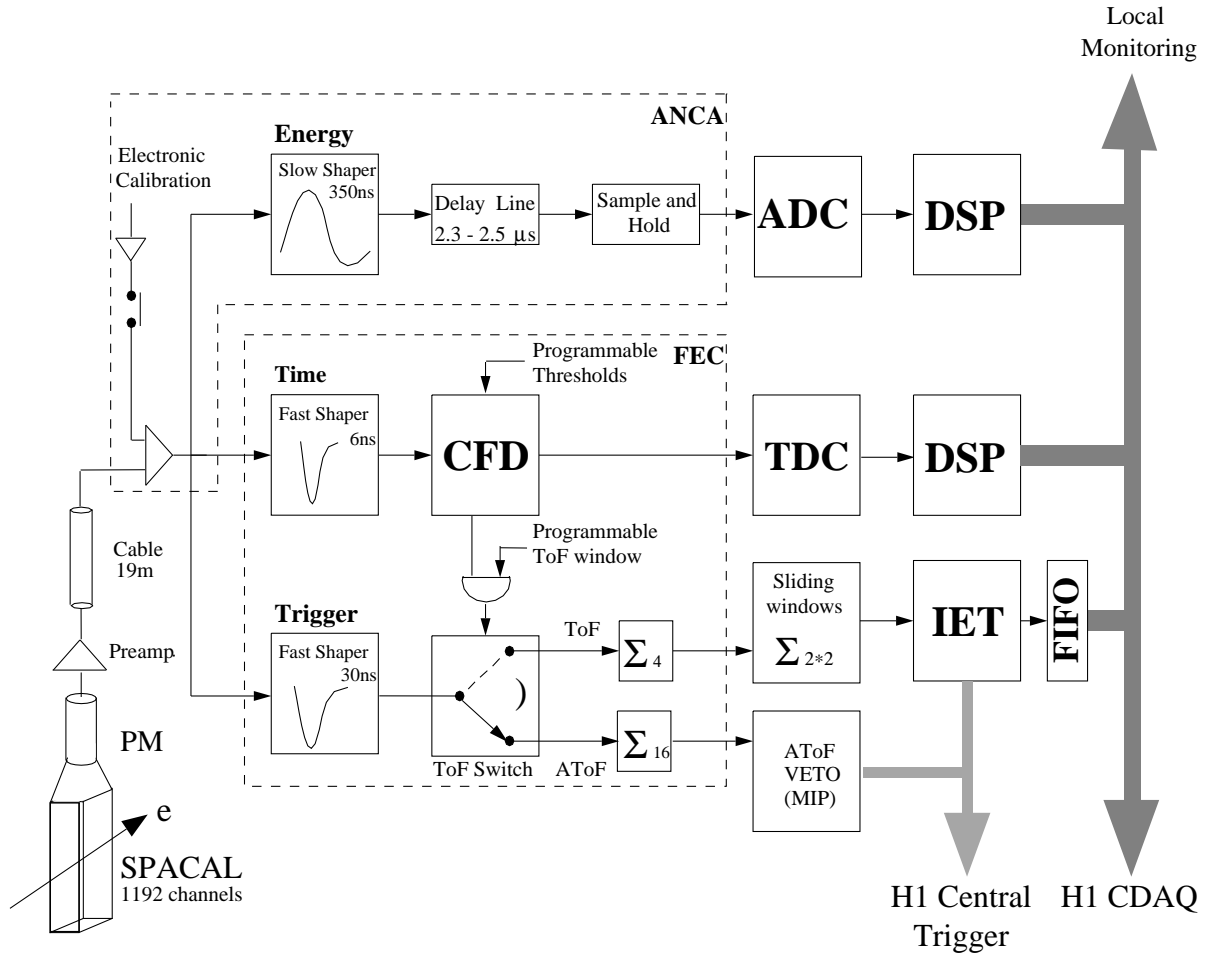 Local
Monitoring
ANCA
Energy
Electronic
Calibration
Slow Shaper
350ns
Delay Line
2.3 - 2.5 μs
Sample and
Hold
ADC
DSP
FEC
Programmable
Thresholds
Time
Fast Shaper
6ns
CFD
TDC
DSP
Cable
19m
Programmable
ToF window
Trigger
Fast Shaper
30ns
ToF
Σ 4
Sliding
windows
Σ 2*2
IET
FIFO
Preamp.
PM
)
ToF Switch
AToF
Σ 16
AToF
VETO
(MIP)
e
SPACAL
1192 channels
H1 Central
Trigger
H1 CDAQ